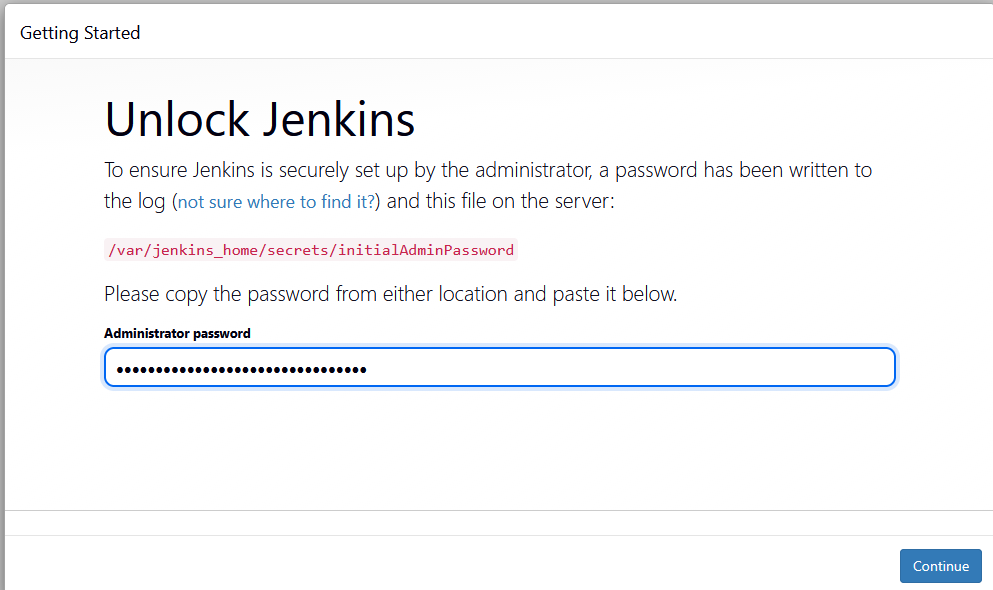 Getting Started
Unlock Jenkins
To ensure Jenkins is securely set up by the administrator, a password has been written to
the log (not sure where to find it?) and this file on the server:
/var/jenkins_home/secrets/initialAdminPassword
Please copy the password from either location and paste it below.
Administrator password
••••••••••••••••••••••••••••••••
Continue